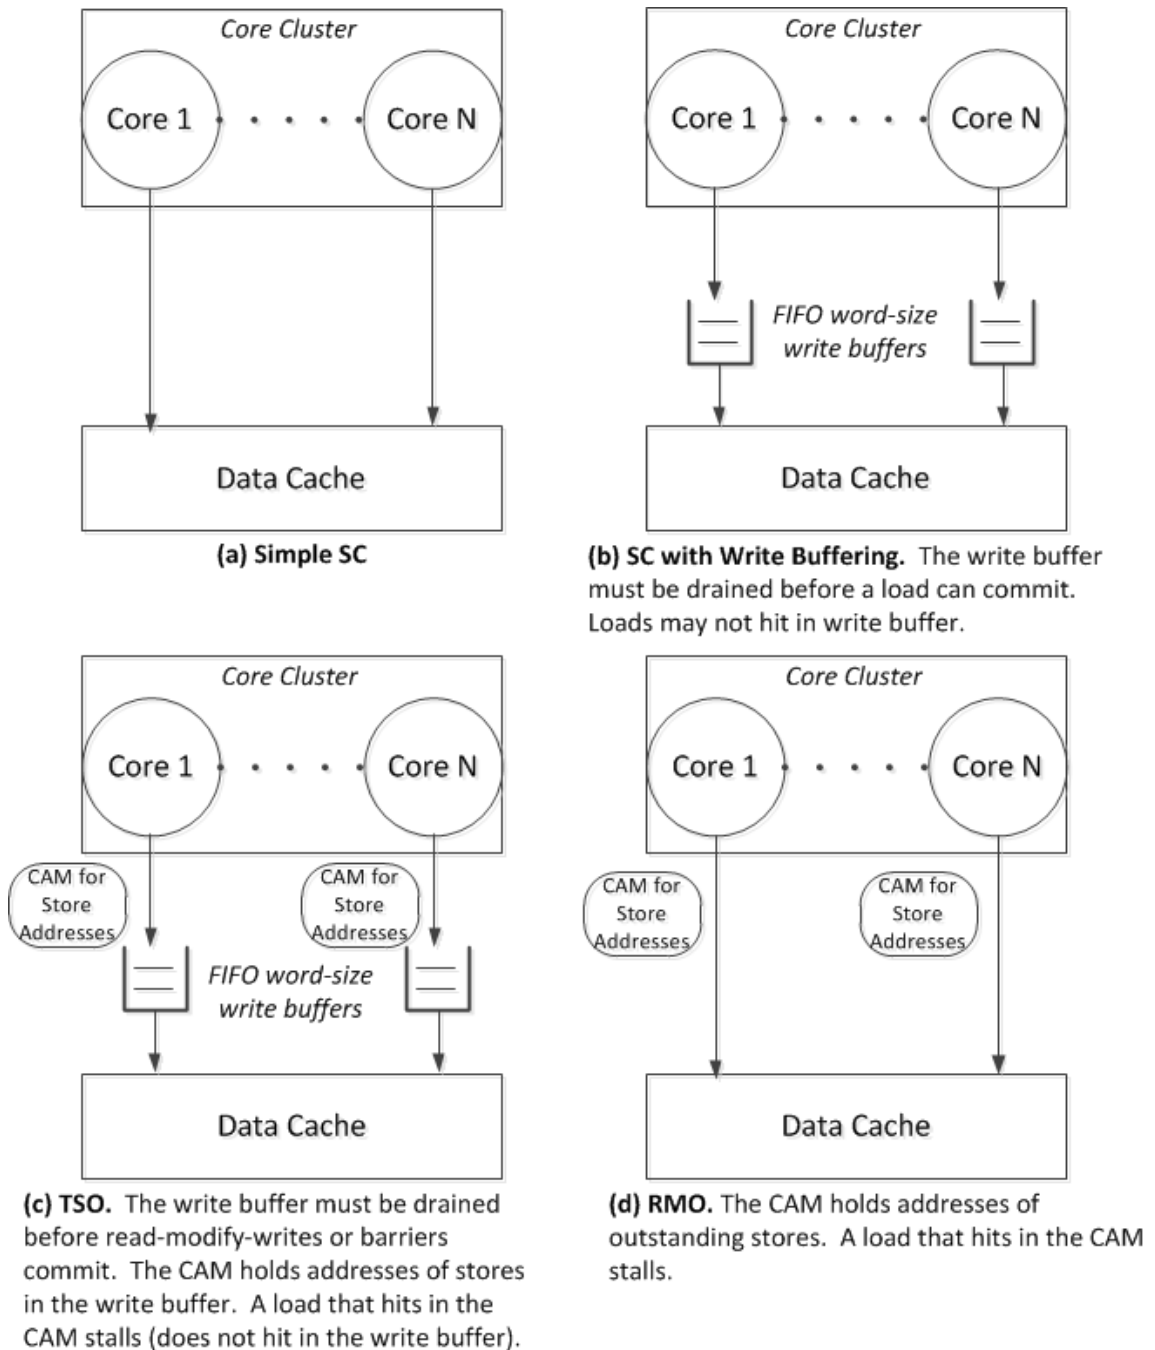 Core Cluster
Core 1
Core N
Data Cache
(a) Simple SC
Core Cluster
Core 1
Core N
FIFO word-size
write buffers
Data Cache
(b) SC with Write Buffering. The write buffer
must be drained before a load can commit.
Loads may not hit in write buffer.
Core Cluster
Core 1
Core N
CAM for
Store
Addresses
CAM for
Store
Addresses
FIFO word-size
write buffers
Data Cache
(c) TSO. The write buffer must be drained
before read-modify-writes or barriers
commit. The CAM holds addresses of stores
in the write buffer. A load that hits in the
CAM stalls (does not hit in the write buffer).
Core Cluster
Core 1
Core N
CAM for
Store
Addresses
CAM for
Store
Addresses
Data Cache
(d) RMO. The CAM holds addresses of
outstanding stores. A load that hits in the CAM
stalls.